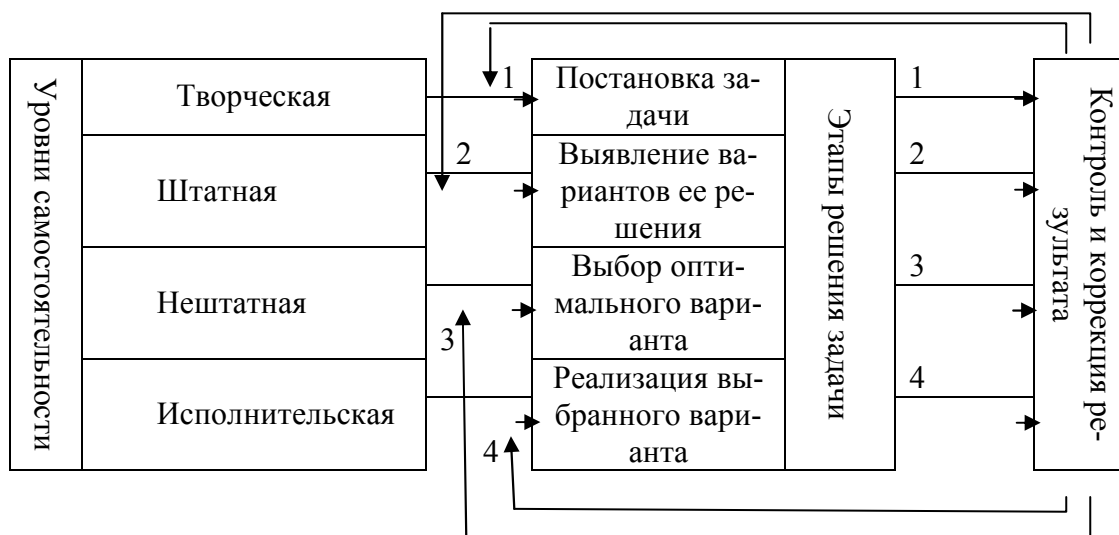 Уровни самостоятельности
Творческая
Штатная
Нештатная
Исполнительская
1
2
3
4
Постановка за-
дачи
Выявление ва-
риантов ее ре-
шения
Выбор опти-
мального вари-
анта
Реализация вы-
бранного вари-
анта
Этапы решения задачи
1
2
3
4
Контроль и коррекция ре-
зультата